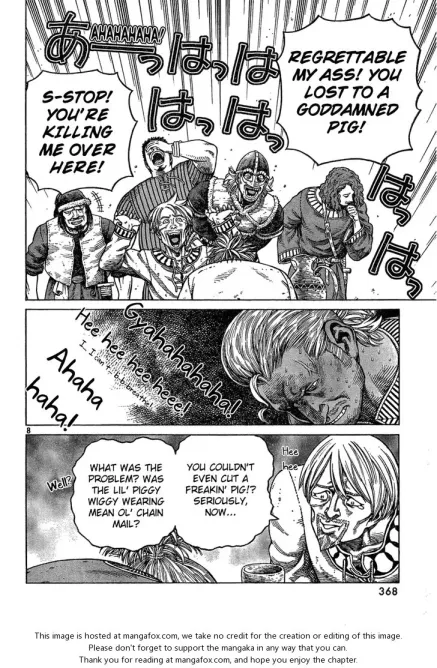 あーっはっはっは
AHAHAHAHA!
はっはっ
REGRETTABLE
MY ASS! YOU
LOST TO A
GODDAMNED
PIG!
S-STOP!
YOU'RE
KILLING
ME OVER
HERE!
はっはっ
Gyahahahaha!
Hee hee hee heee!
I..I can't b-breathe!
Ahaha
haha!
8
YOU COULDN'T
EVEN CUT A
FREAKIN' PIG!?
SERIOUSLY,
NOW...
Hee
hee
WHAT WAS THE
PROBLEM? WAS
THE LIL' PIGGY
WIGGY WEARING
MEAN OL' CHAIN
MAIL?
Well?
368
This image is hosted at mangafox.com, we take no credit for the creation or editing of this image.
Please don't forget to support the mangaka in any way that you can.
Thank you for reading at mangafox.com, and hope you enjoy the chapter.